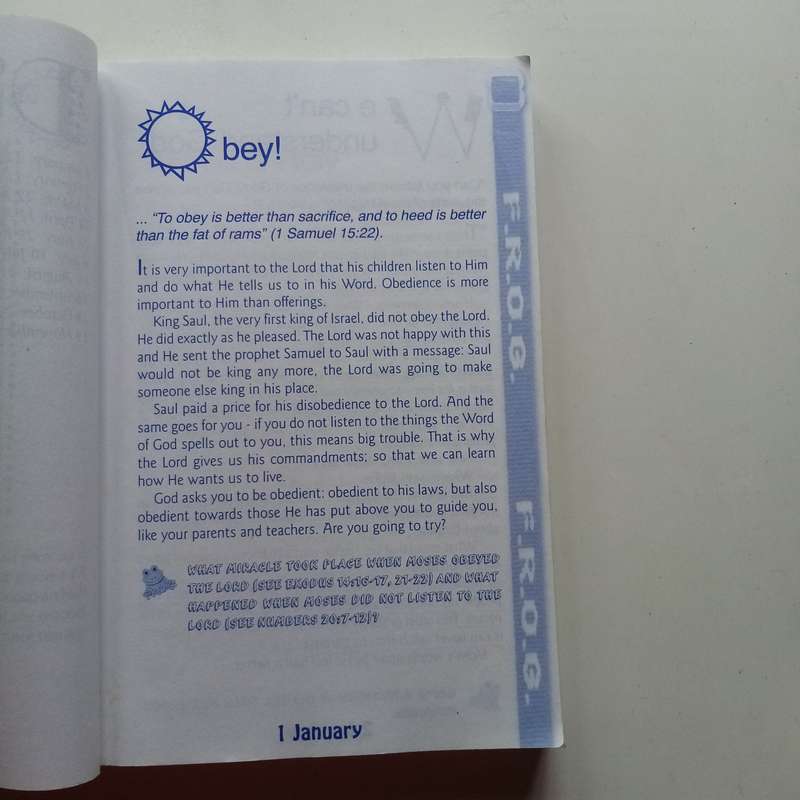 Obey!
... "To obey is better than sacrifice, and to heed is better
than the fat of rams" (1 Samuel 15:22).
It is very important to the Lord that his children listen to Him
and do what He tells us to in his Word. Obedience is more
important to Him than offerings.
King Saul, the very first king of Israel, did not obey the Lord.
He did exactly as he pleased. The Lord was not happy with this
and He sent the prophet Samuel to Saul with a message: Saul
would not be king any more, the Lord was going to make
someone else king in his place.
Saul paid a price for his disobedience to the Lord. And the
same goes for you - if you do not listen to the things the Word
of God spells out to you, this means big trouble. That is why
the Lord gives us his commandments; so that we can learn
how He wants us to live.
God asks you to be obedient: obedient to his laws, but also
obedient towards those He has put above you to guide you,
like your parents and teachers. Are you going to try?
WHAT MIRACLE TOOK PLACE WHEN MOSES OBEYED
THE LORD (SEE EXODUS 14:16-17, 21-22) AND WHAT
HAPPENED WHEN MOSES DID NOT LISTEN TO THE
LORD (SEE NUMBERS 20:7-12)?
1 January
F.R.O.G.
F.R.O.G.